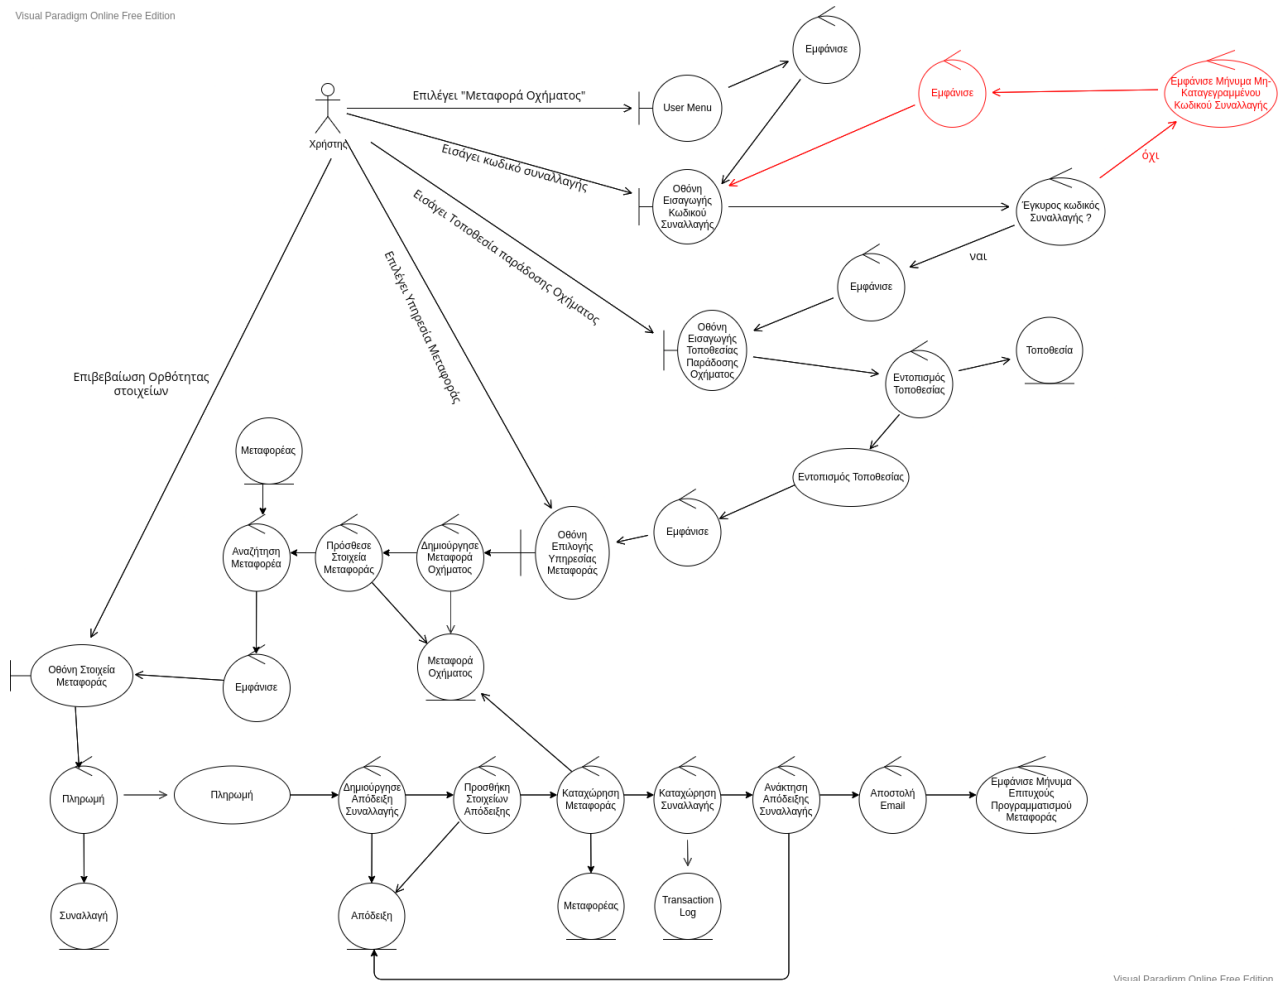 Visual Paradigm Online Free Edition
Εμφάνισε
Επιλέγει "Μεταφορά Οχήματος"
User Menu
Χρήστης
Εμφάνισε
Εμφάνισε Μήνυμα Μη-
Καταγεγραμμένου
Κωδικού Συναλλαγής
όχι
Εισάγει κωδικό συναλλαγής
Οθόνη
Εισαγωγής
Κωδικού
Συναλλαγής
Έγκυρος κωδικός
Συναλλαγής ?
ναι
Εισάγει Τοποθεσία παράδοσης Οχήματος
Εμφάνισε
Επιλέγει Υπηρεσία Μεταφοράς
Οθόνη
Εισαγωγής
Τοποθεσίας
Παράδοσης
Οχήματος
Τοποθεσία
Εντοπισμός
Τοποθεσίας
Επιβεβαίωση Ορθότητας
στοιχείων
Μεταφορέας
Εντοπισμός Τοποθεσίας
Εμφάνισε
Οθόνη
Επιλογής
Υπηρεσίας
Μεταφοράς
Δημιούργησε
Μεταφορά
Οχήματος
Πρόσθεσε
Στοιχεία
Μεταφοράς
Αναζήτηση
Μεταφορέα
Μεταφορά
Οχήματος
Οθόνη Στοιχεία
Μεταφοράς
Εμφάνισε
Πληρωμή
Πληρωμή
Δημιούργησε
Απόδειξη
Συναλλαγής
Προσθήκη
Στοιχείων
Απόδειξης
Καταχώρηση
Μεταφοράς
Καταχώρηση
Συναλλαγής
Ανάκτηση
Απόδειξης
Συναλλαγής
Αποστολή
Email
Εμφάνισε Μήνυμα
Επιτυχούς
Προγραμματισμού
Μεταφοράς
Συναλλαγή
Απόδειξη
Μεταφορέας
Transaction
Log
Visual Paradigm Online Free Edition